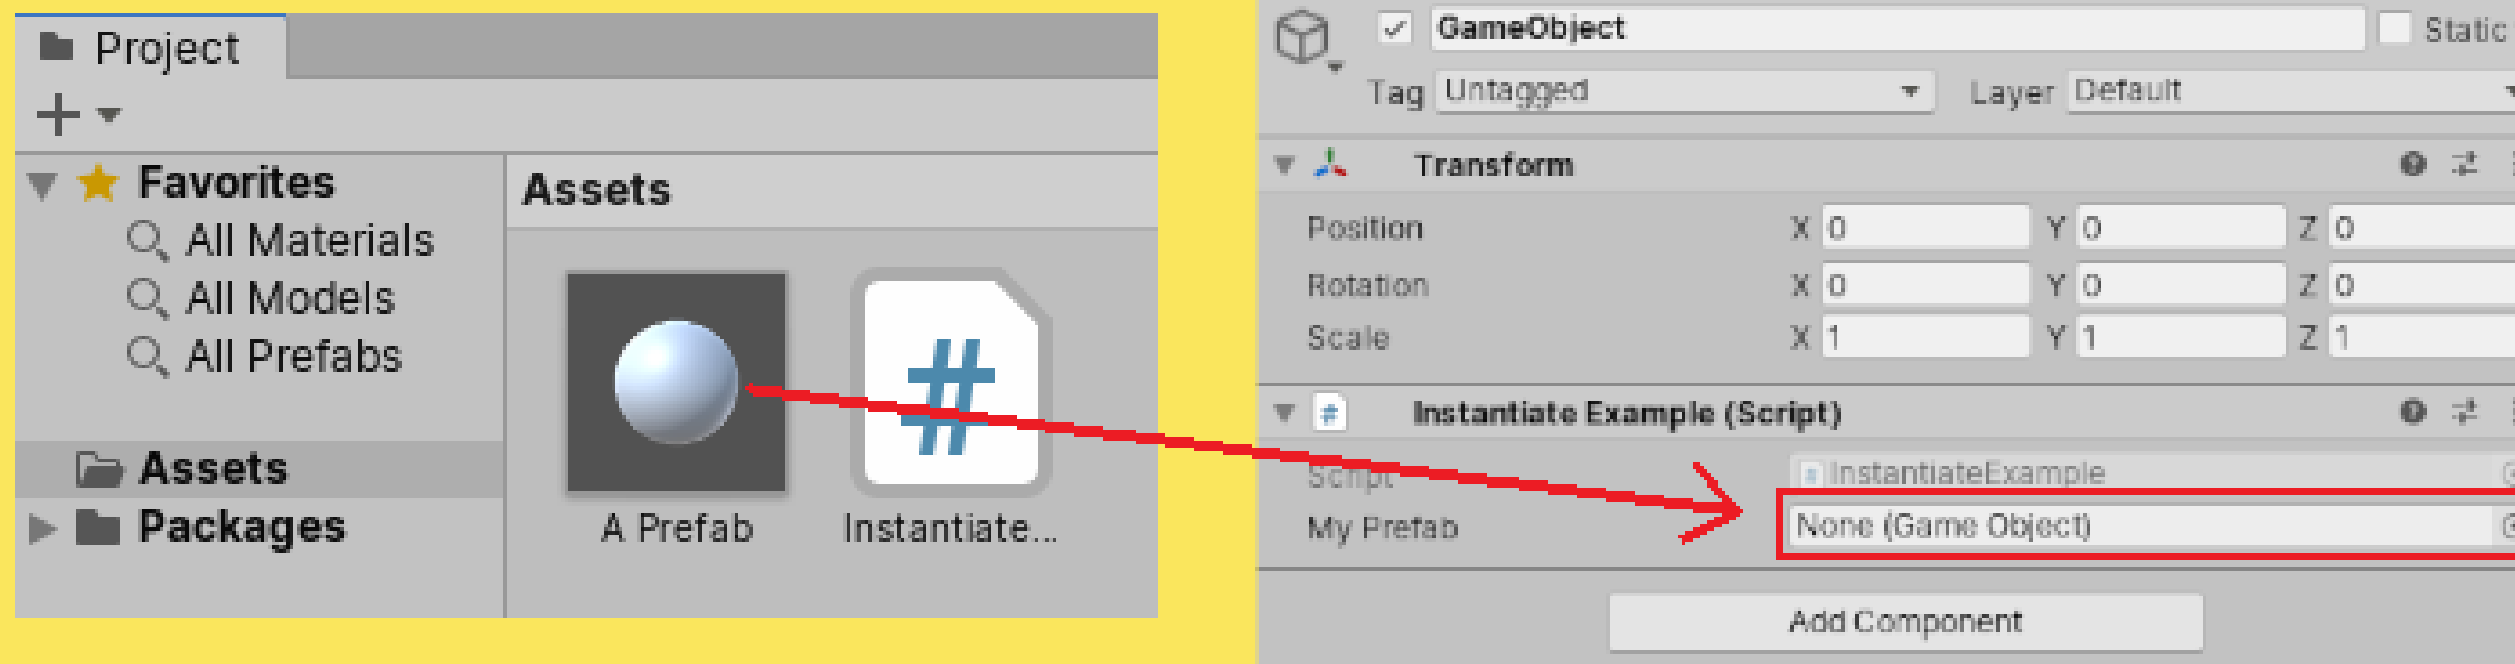 Project
Favorites
All Materials
All Models
All Prefabs
Assets
Packages
Assets
A Prefab
Instantiate...
GameObject
Static
Tag Untagged Layer Default
Transform
Position X 0 Y 0 Z 0
Rotation X 0 Y 0 Z 0
Scale X 1 Y 1 Z 1
# Instantiate Example (Script)
Script # InstantiateExample
My Prefab None (Game Object)
Add Component